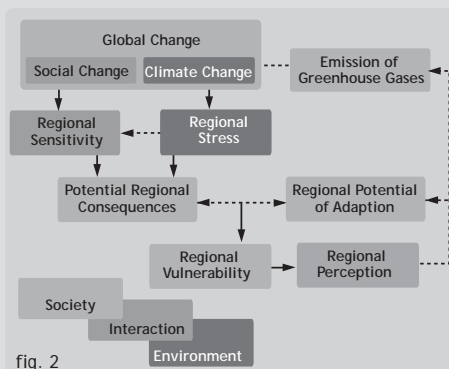 Global Change
Social Change
Climate Change
Emission of
Greenhouse Gases
Regional
Sensitivity
Regional
Stress
Potential Regional
Consequences
Regional Potential
of Adaption
Regional
Vulnerability
Regional
Perception
Society
Interaction
Environment
fig. 2